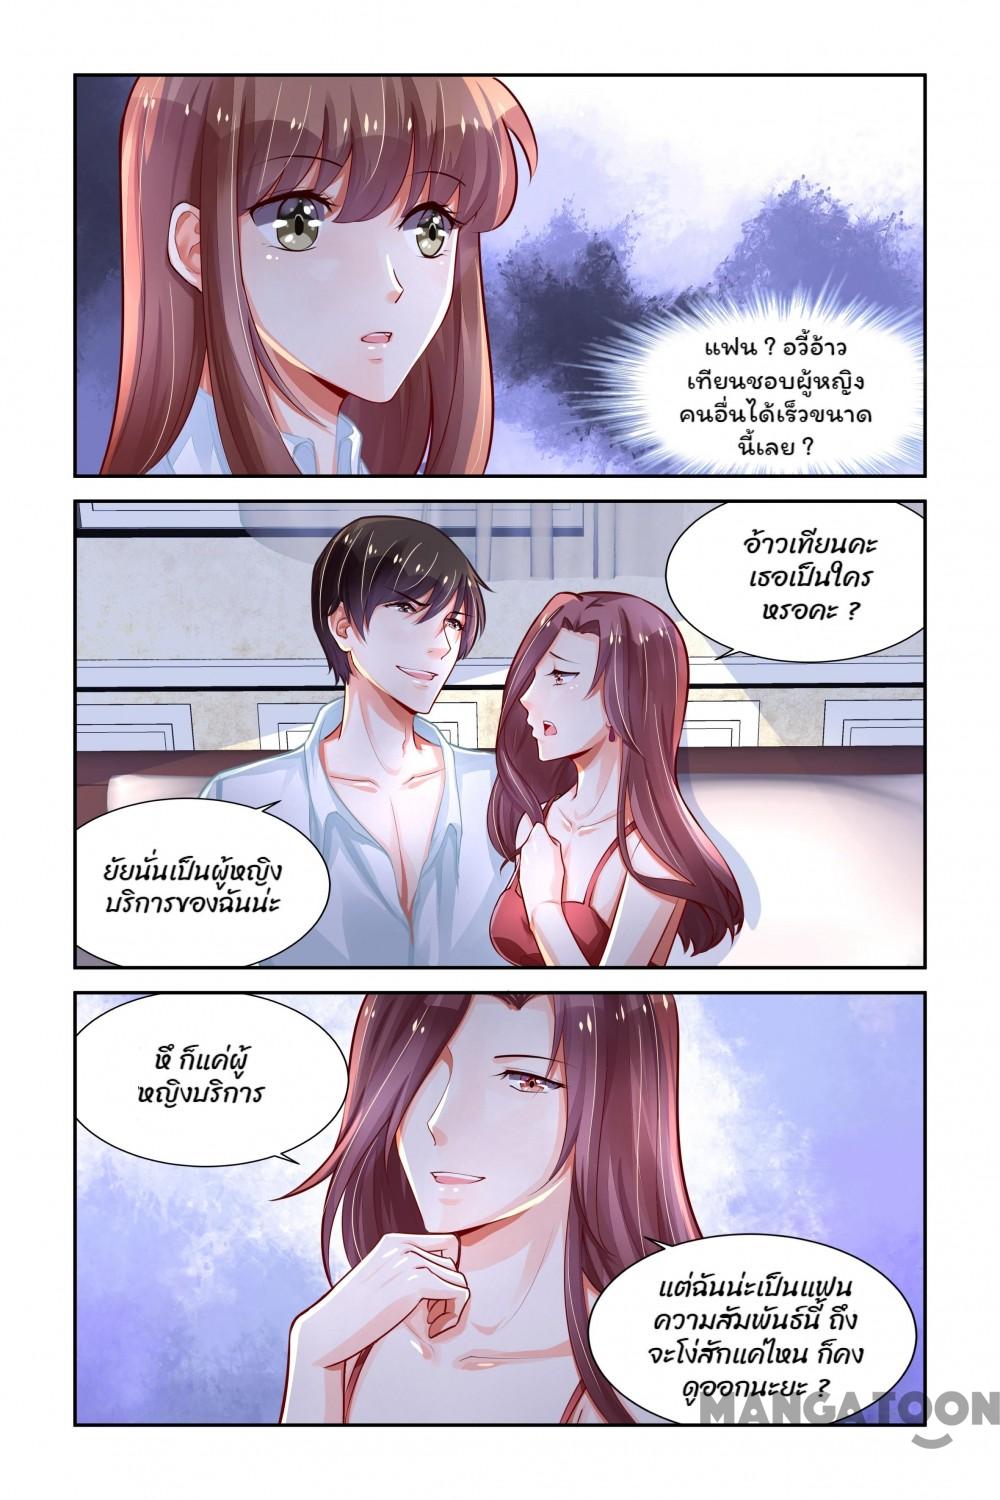 แฟน ? อวี้อ้าว
เทียนชอบผู้หญิง
คนอื่นได้เร็วขนาด
นี้เลย ?
อ้าวเทียนคะ
เธอเป็นใคร
หรอคะ ?
ยัยนั่นเป็นผู้หญิง
บริการของฉันน่ะ
หึ ก็แค่ผู้
หญิงบริการ
แต่ฉันน่ะเป็นแฟน
ความสัมพันธ์นี้ ถึง
จะโง่สักแค่ไหน ก็คง
ดูออกนะยะ ?
MANGATOON